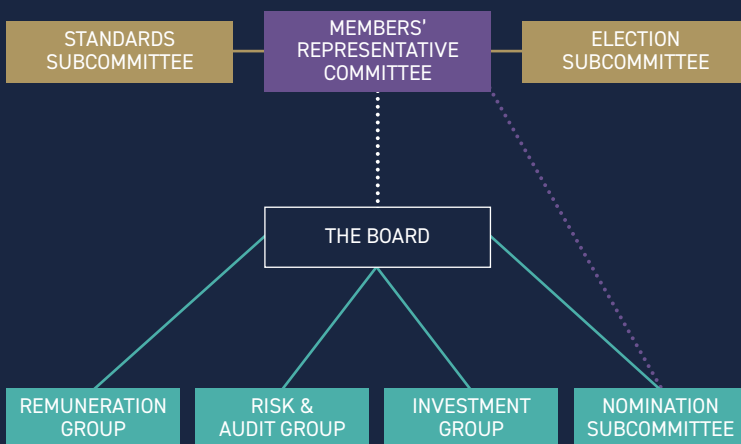 STANDARDS
SUBCOMMITTEE
MEMBERS’
REPRESENTATIVE
COMMITTEE
ELECTION
SUBCOMMITTEE
THE BOARD
REMUNERATION
GROUP
RISK &
AUDIT GROUP
INVESTMENT
GROUP
NOMINATION
SUBCOMMITTEE